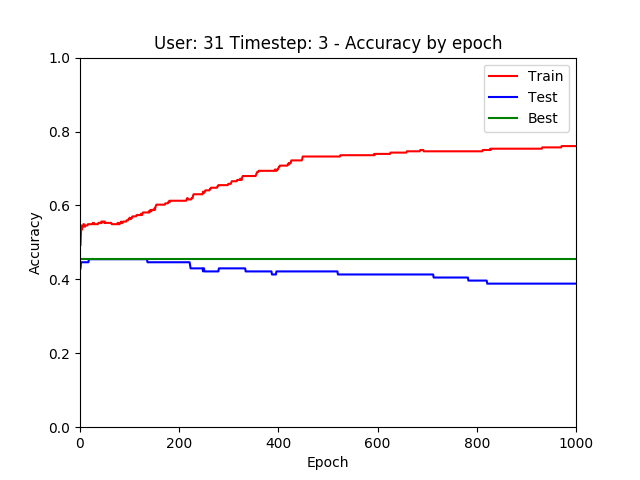 User: 31 Timestep: 3 - Accuracy by epoch
Train
Test
Best
1.0
0.8
0.6
0.4
0.2
0.0
Accuracy
0 200 400 600 800 1000
Epoch